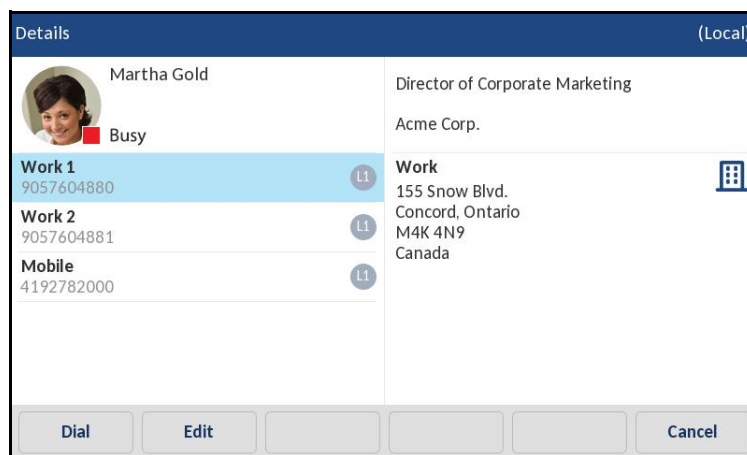 Details
(Local)
Martha Gold
Busy
Work 1
9057604880
L1
Work 2
9057604881
L1
Mobile
4192782000
L1
Director of Corporate Marketing
Acme Corp.
Work
155 Snow Blvd.
Concord, Ontario
M4K 4N9
Canada
Dial
Edit
Cancel